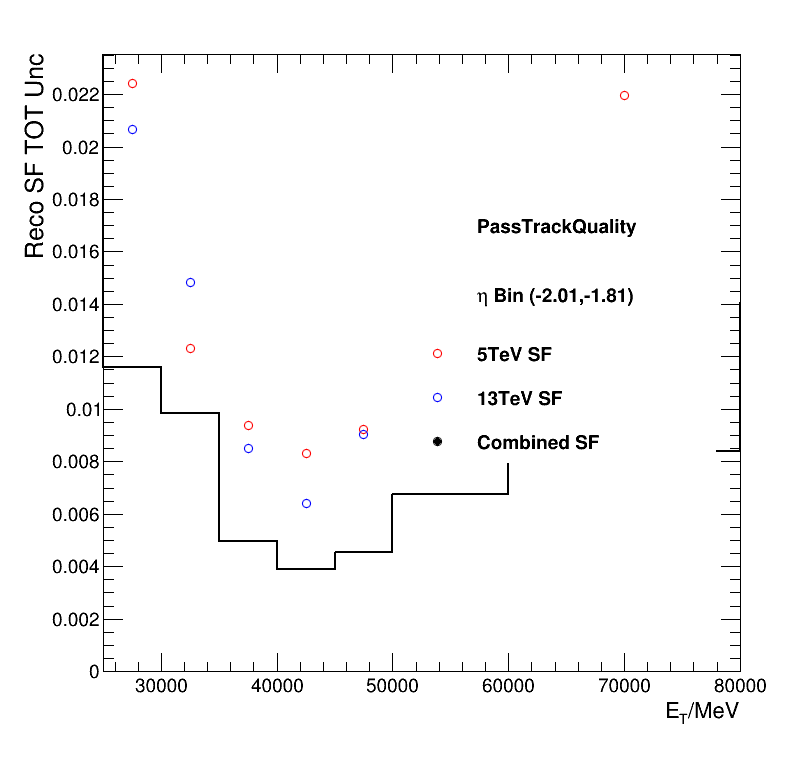 Reco SF TOT Unc
0.022
0.02
0.018
0.016
0.014
0.012
0.01
0.008
0.006
0.004
0.002
0
PassTrackQuality
η Bin (-2.01,-1.81)
5TeV SF
13TeV SF
Combined SF
30000 40000 50000 60000 70000 80000
E_T/MeV